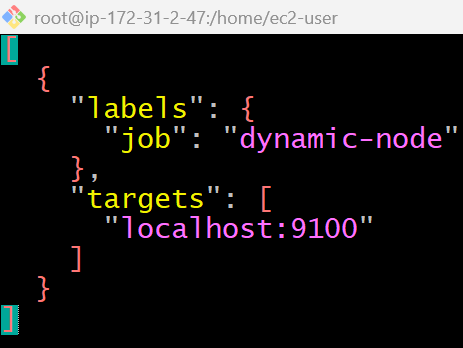 root@ip-172-31-2-47:/home/ec2-user
[
  {
    "labels": {
      "job": "dynamic-node"
    },
    "targets": [
      "localhost:9100"
    ]
  }
]